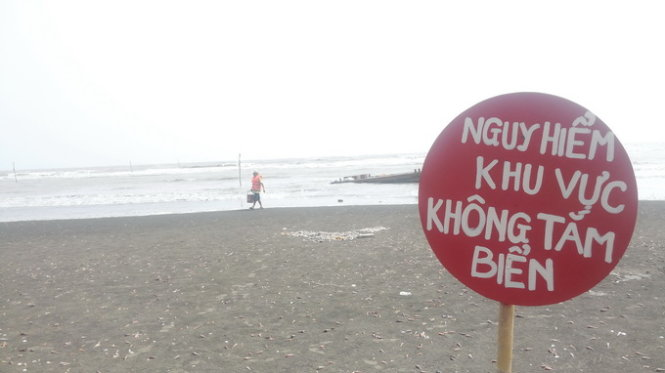 NGUY HIỂM
KHU VỰC
KHÔNG TẮM
BIỂN